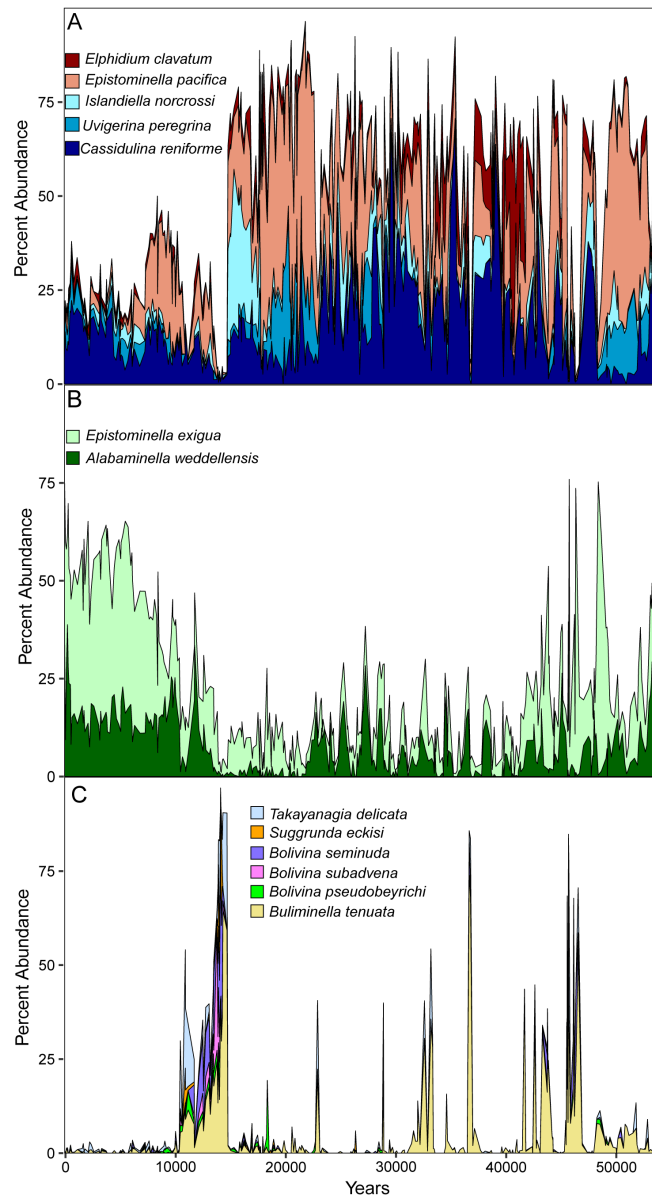 A
Elphidium clavatum
Epistominella pacifica
Islandiella norcrossi
Uvigerina peregrina
Cassidulina reniforme
75
50
25
0
Percent Abundance
B
Epistominella exigua
Alabaminella weddellensis
75
50
25
0
Percent Abundance
C
Takayanagia delicata
Suggrunda eckisi
Bolivina seminuda
Bolivina subadvena
Bolivina pseudobeyrichi
Buliminella tenuata
75
50
25
0
Percent Abundance
0 10000 20000 30000 40000 50000
Years